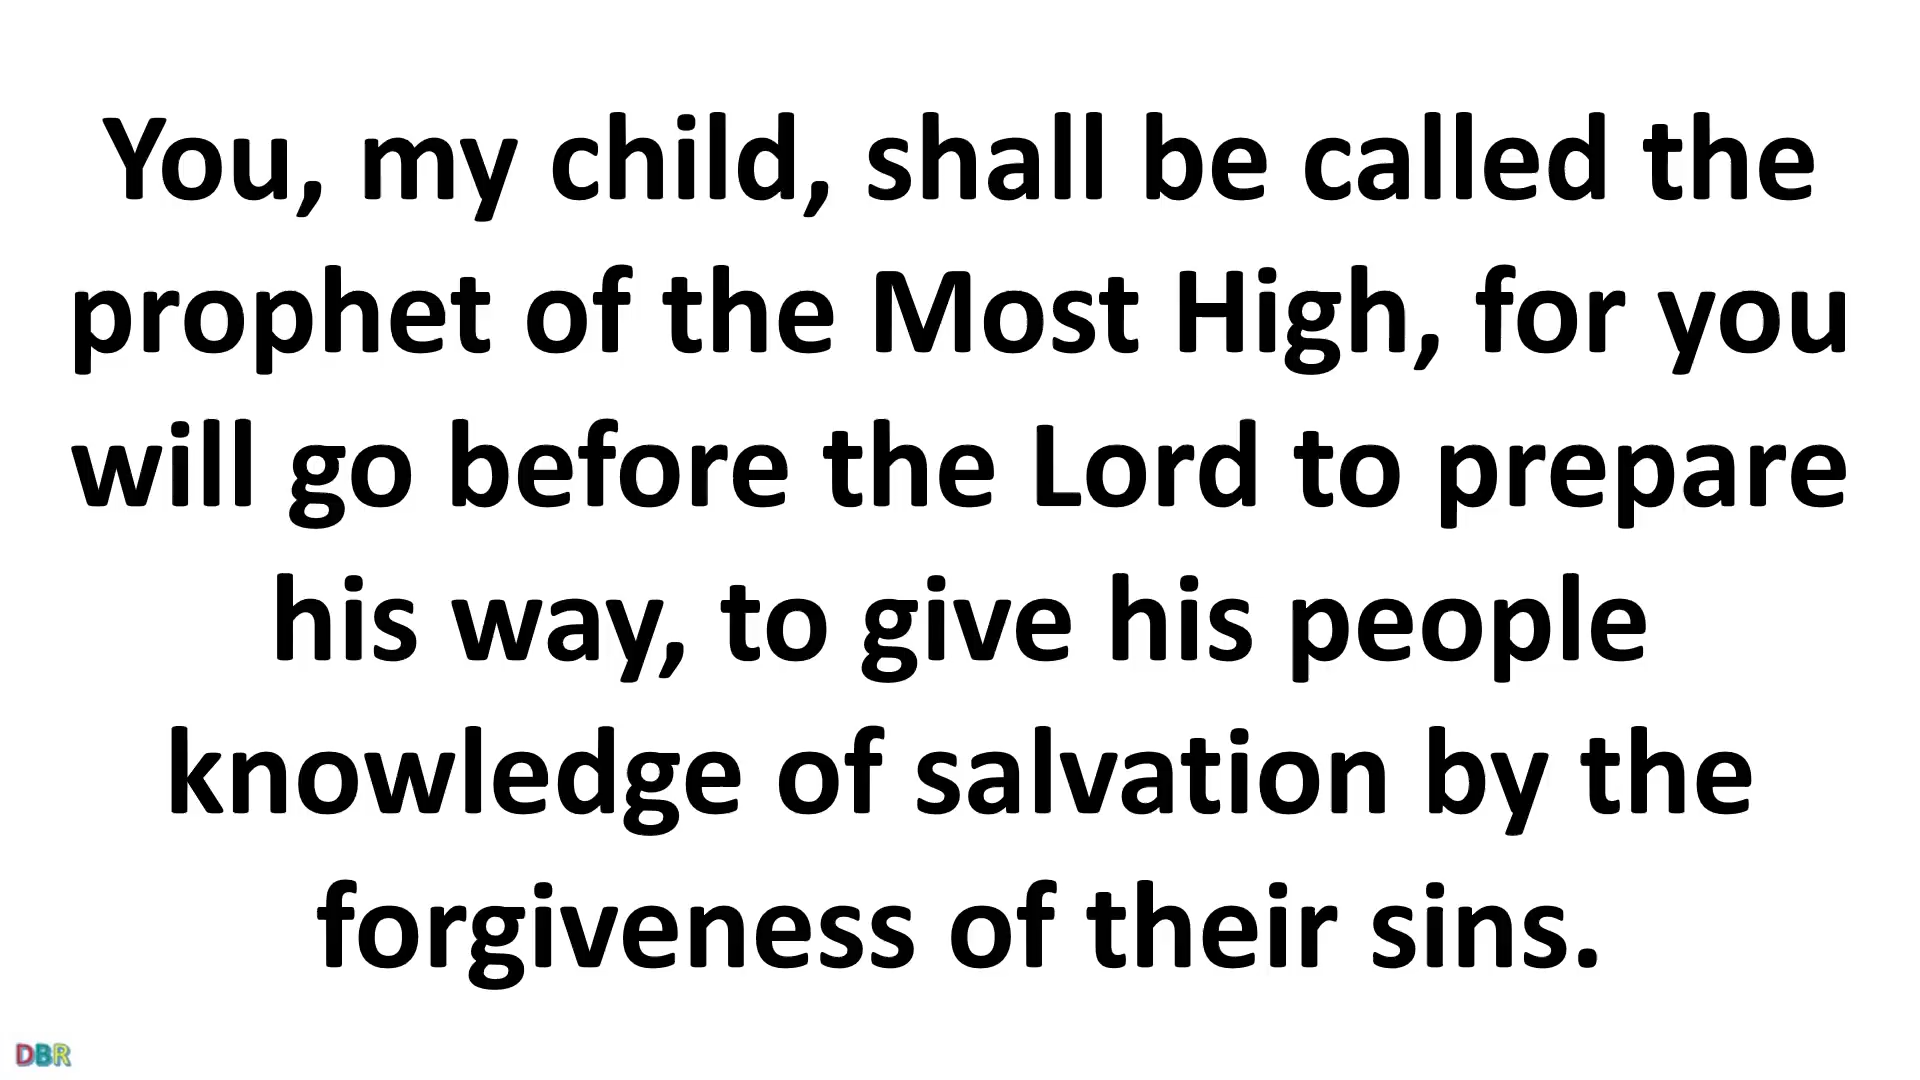 You, my child, shall be called the
prophet of the Most High, for you
will go before the Lord to prepare
his way, to give his people
knowledge of salvation by the
forgiveness of their sins.
DBR